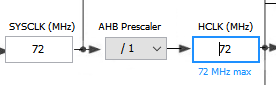 SYSCLK (MHz) AHB Prescaler HCLK (MHz)
72 / 1 72
72 MHz max